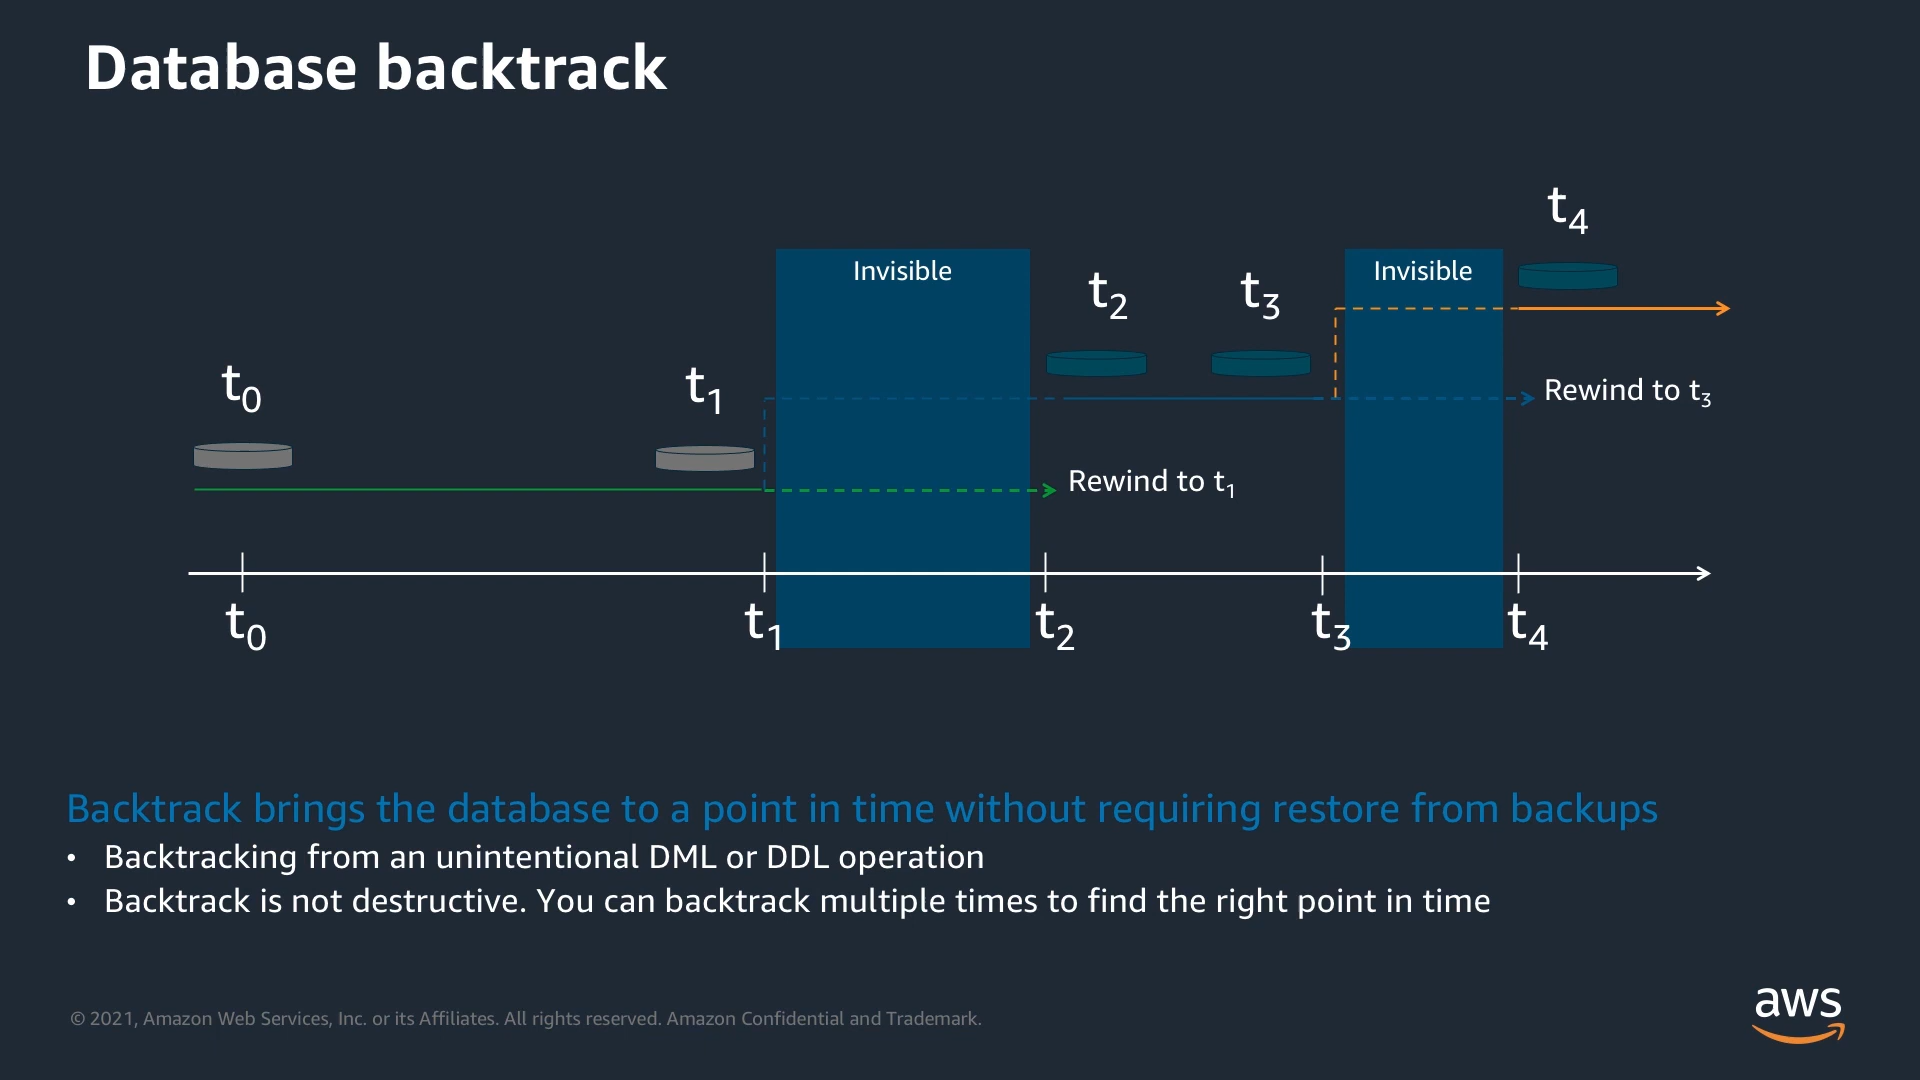 Database backtrack
t4
Invisible
Invisible
t2
t3
t0
t1
Rewind to t3
Rewind to t1
t0
t1
t2
t3
t4
Backtrack brings the database to a point in time without requiring restore from backups
• Backtracking from an unintentional DML or DDL operation
• Backtrack is not destructive. You can backtrack multiple times to find the right point in time
© 2021, Amazon Web Services, Inc. or its Affiliates. All rights reserved. Amazon Confidential and Trademark.
aws